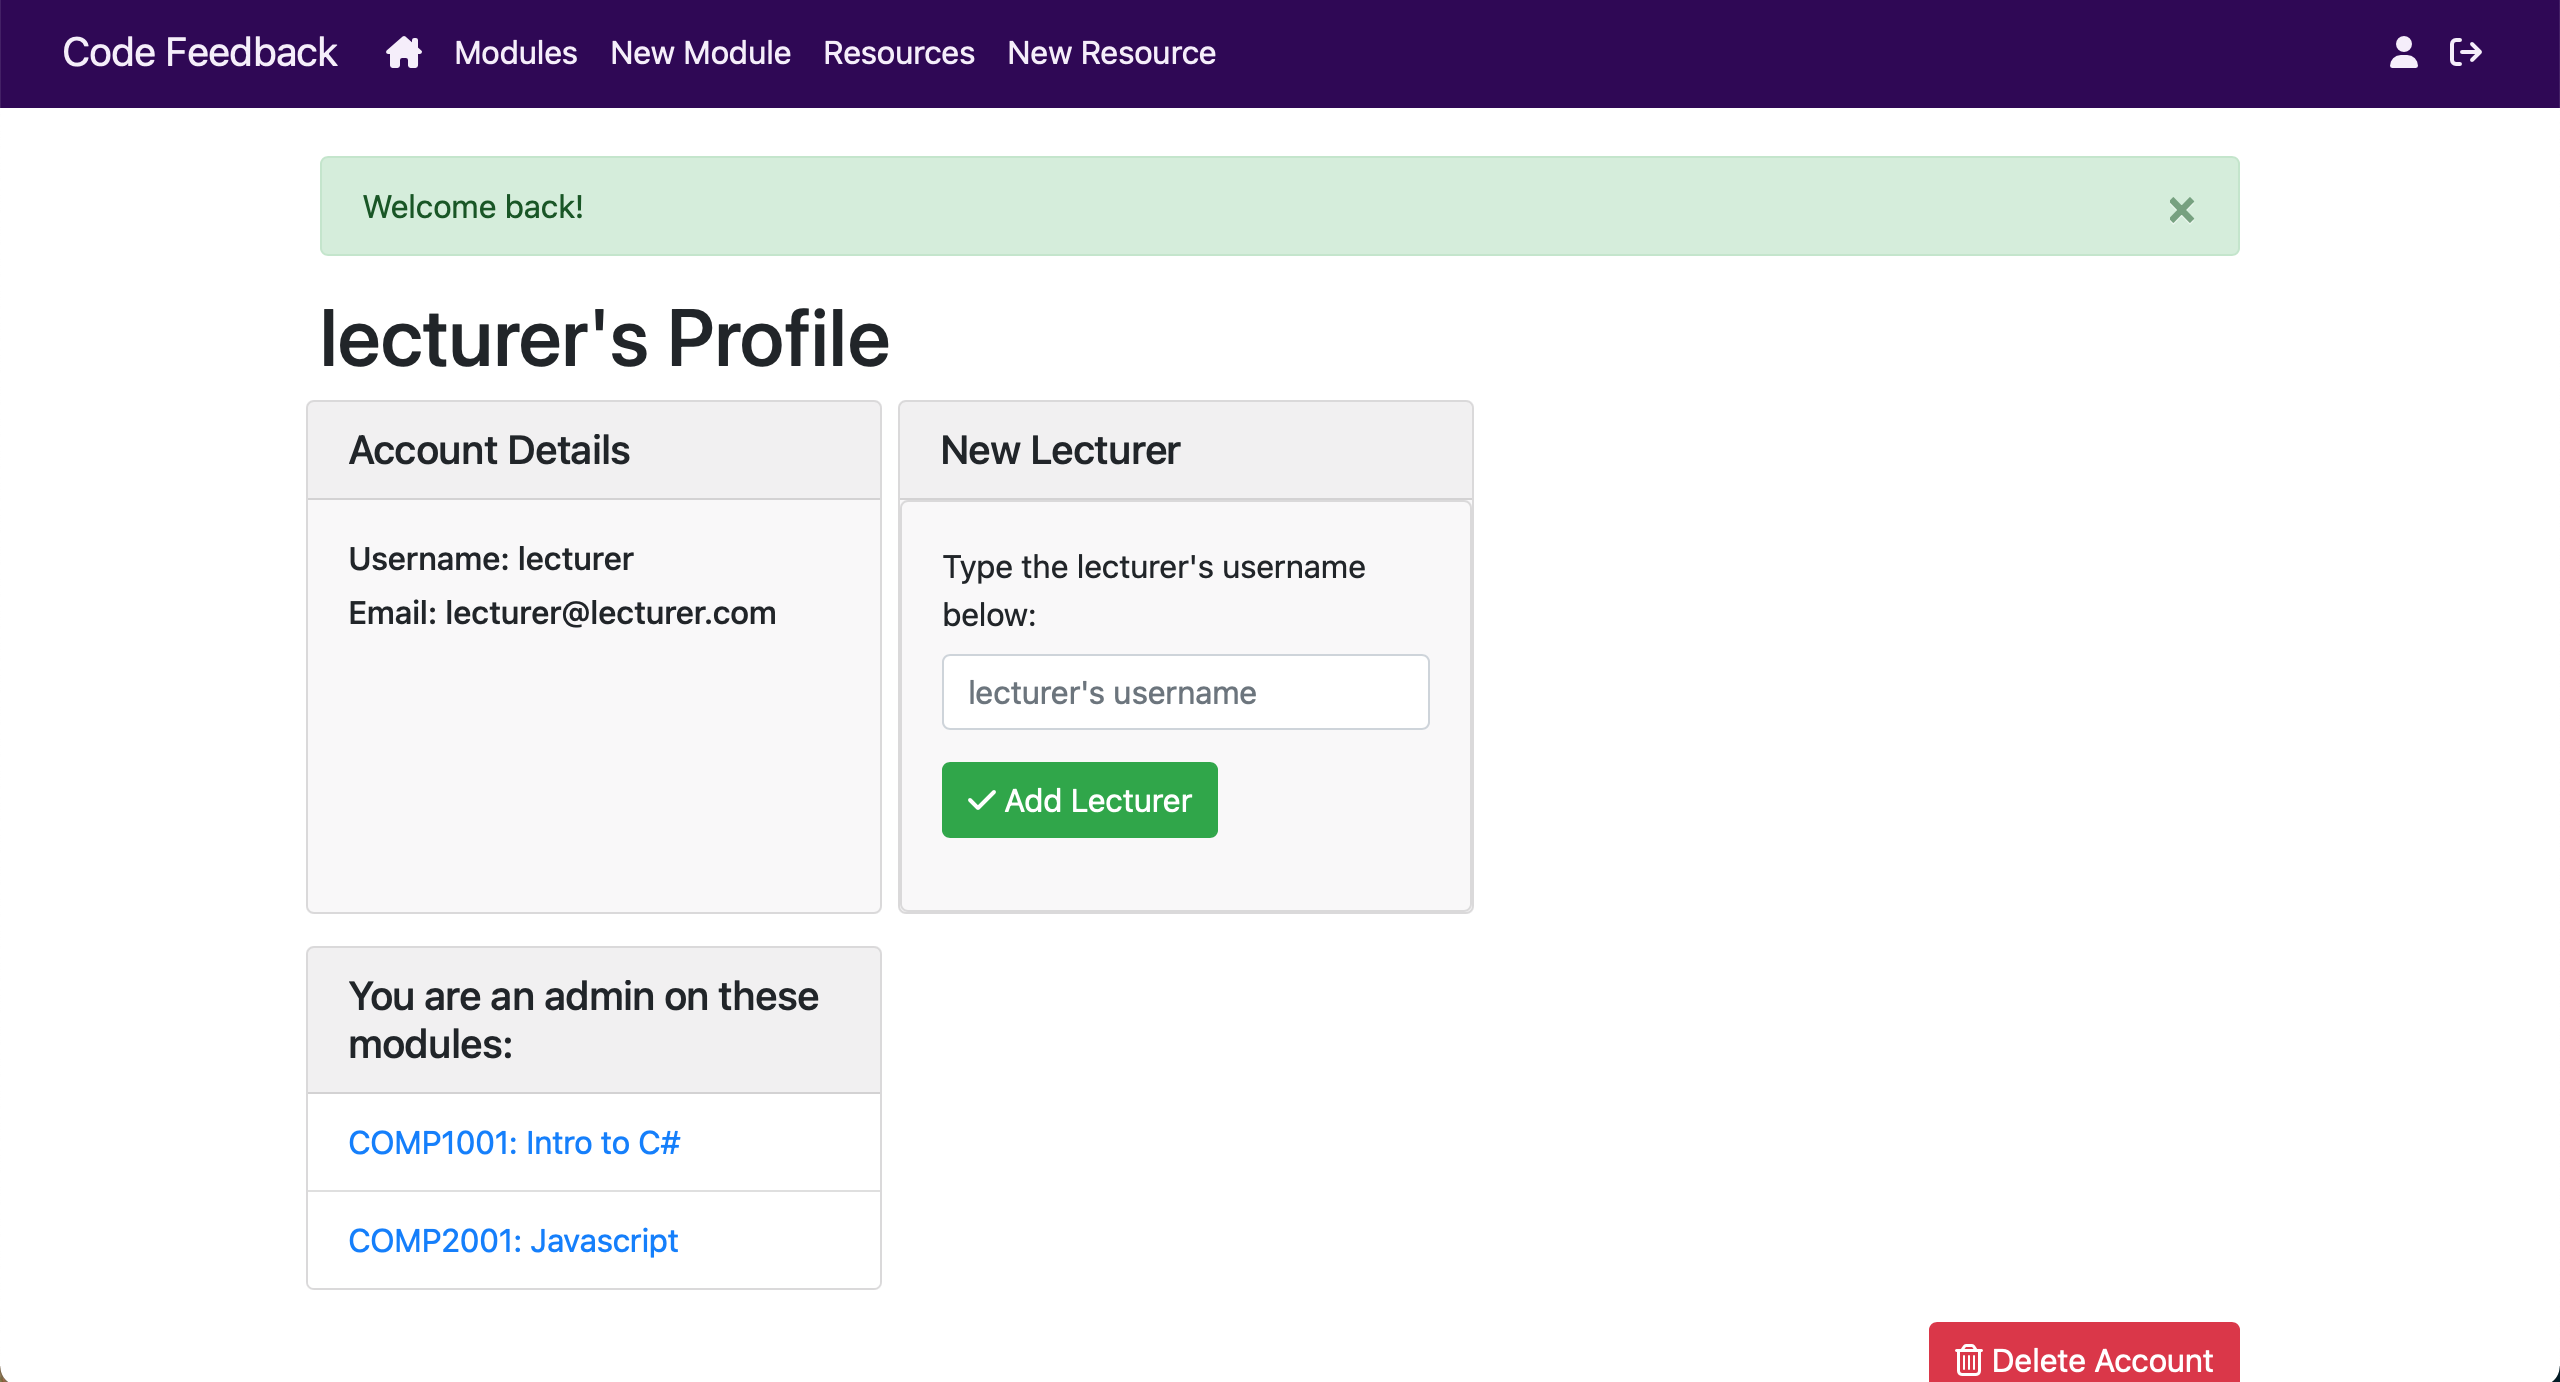 Code Feedback Modules New Module Resources New Resource
Welcome back!
lecturer's Profile
Account Details
Username: lecturer
Email: lecturer@lecturer.com
New Lecturer
Type the lecturer's username
below:
lecturer's username
Add Lecturer
You are an admin on these
modules:
COMP1001: Intro to C#
COMP2001: Javascript
Delete Account